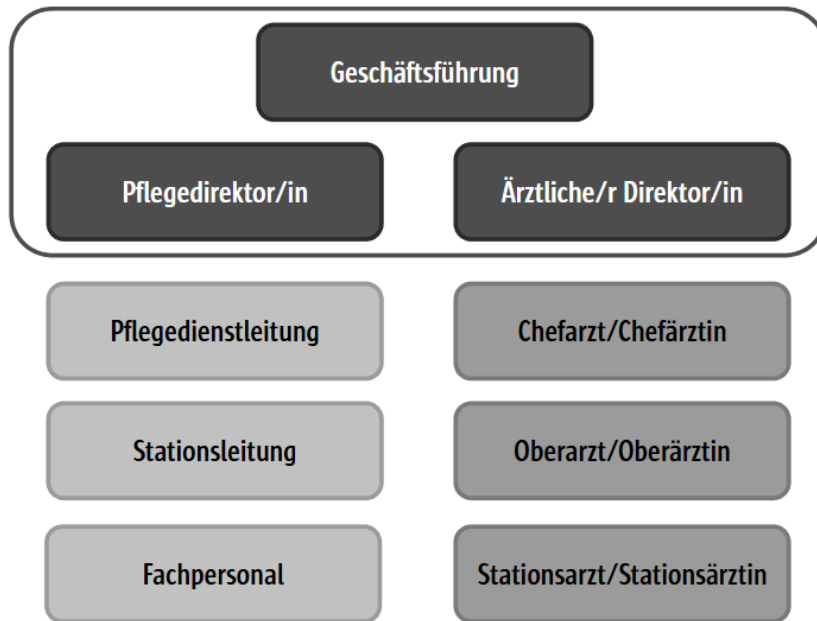 Geschäftsführung
Pflegedirektor/in
Ärztliche/r Direktor/in
Pflegedienstleitung
Chefarzt/Chefärztin
Stationsleitung
Oberarzt/Oberärztin
Fachpersonal
Stationsarzt/Stationsärztin